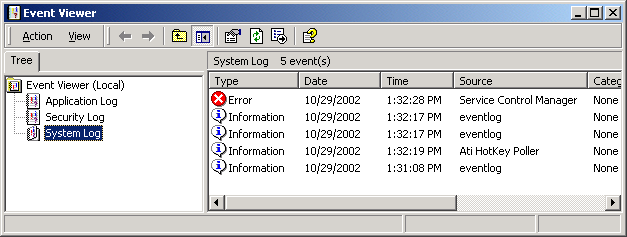 Event Viewer
Action View
Tree
System Log 5 event(s)
Event Viewer (Local)
Application Log
Security Log
System Log
Type Date Time Source Categ
Error 10/29/2002 1:32:28 PM Service Control Manager None
Information 10/29/2002 1:32:17 PM eventlog None
Information 10/29/2002 1:32:17 PM eventlog None
Information 10/29/2002 1:32:19 PM Ati HotKey Poller None
Information 10/29/2002 1:31:08 PM eventlog None